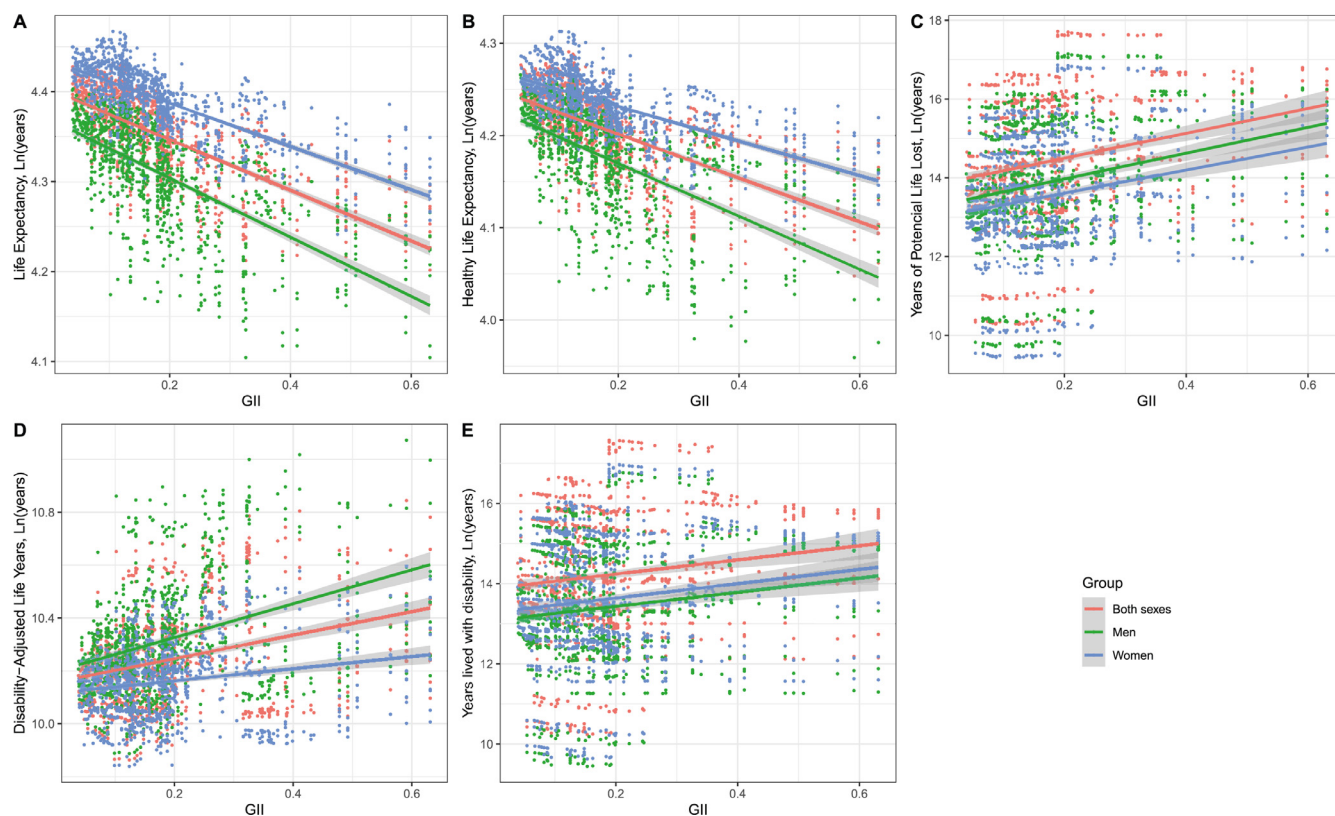 A
Life Expectancy, Ln(years)
4.4
4.3
4.2
4.1
0.2
0.4
0.6
GII
B
Healthy Life Expectancy, Ln(years)
4.3
4.2
4.1
4.0
0.2
0.4
0.6
GII
C
Years of Potencial Life Lost, Ln(years)
18
16
14
12
10
0.2
0.4
0.6
GII
D
Disability-Adjusted Life Years, Ln(years)
10.8
10.4
10.0
0.2
0.4
0.6
GII
E
Years lived with disability, Ln(years)
16
14
12
10
0.2
0.4
0.6
GII
Group
Both sexes
Men
Women